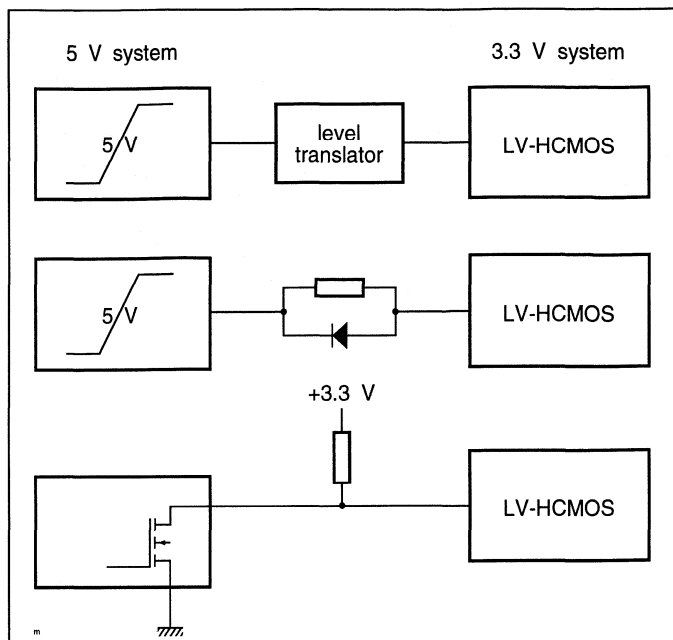 5 V system
3.3 V system
5 V
level
translator
LV-HCMOS
5 V
LV-HCMOS
+3.3 V
LV-HCMOS
m